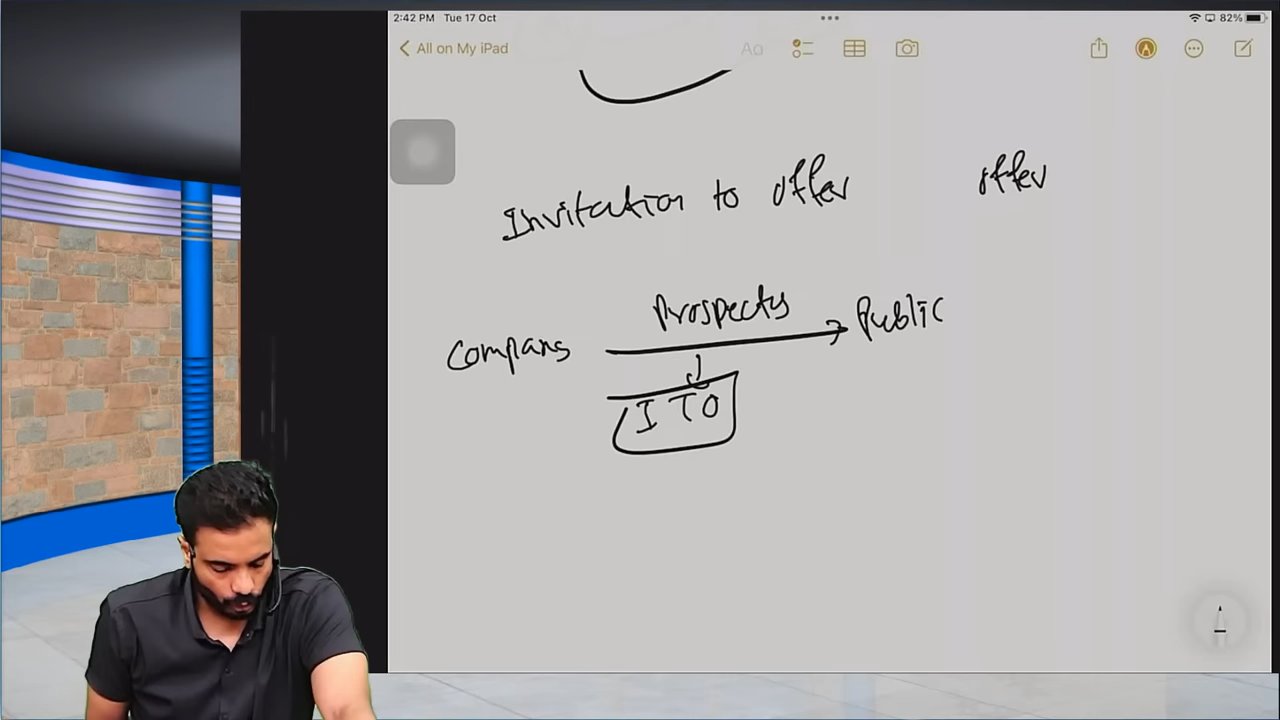 2:42 PM Tue 17 Oct 82%
All on My iPad Aa
Invitation to offer offer
Prospectus
Company Public
ITO